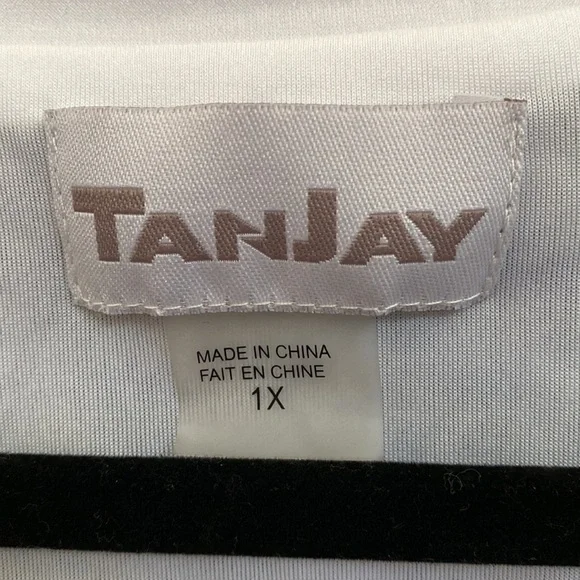 TANJAY
MADE IN CHINA
FAIT EN CHINE
1X